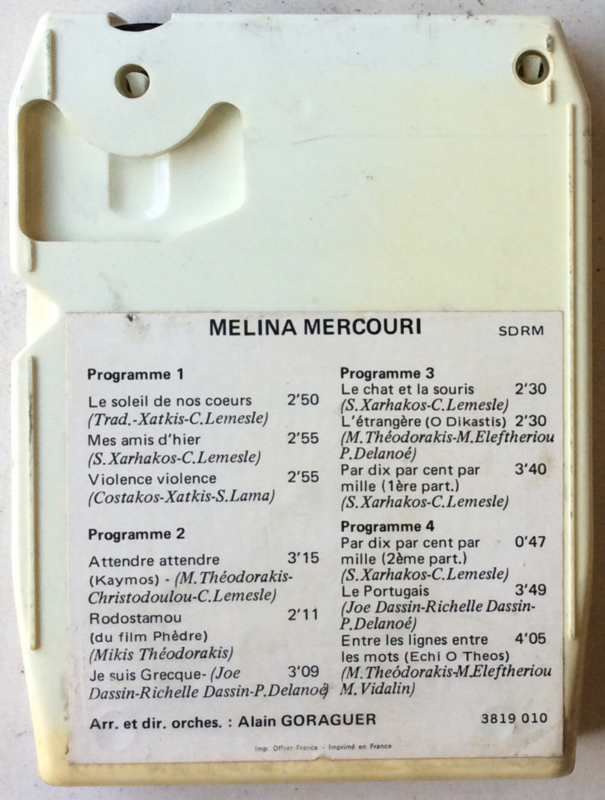 MELINA MERCOURI
SDRM
Programme 1
Le soleil de nos coeurs 2'50
(Trad.-Xatkis-C.Lemesle)
Mes amis d'hier 2'55
(S.Xarhakos-C.Lemesle)
Violence violence 2'55
(Costakos-Xatkis-S.Lama)
Programme 2
Attendre attendre 3'15
(Kaymos) - (M.Théodorakis-
Christodoulou-C.Lemesle)
Rodostamou 2'11
(du film Phèdre)
(Mikis Théodorakis)
Je suis Grecque- (Joe 3'09
Dassin-Richelle Dassin-P.Delanoé)
Programme 3
Le chat et la souris 2'30
(S.Xarhakos-C.Lemesle)
L'étrangère (O Dikastis) 2'30
(M.Théodorakis-M.Eleftheriou
P.Delanoé)
Par dix par cent par 3'40
mille (1ère part.)
(S.Xarhakos-C.Lemesle)
Programme 4
Par dix par cent par 0'47
mille (2ème part.)
(S.Xarhakos-C.Lemesle)
Le Portugais 3'49
(Joe Dassin-Richelle Dassin-
P.Delanoé)
Entre les lignes entre 4'05
les mots (Echi O Theos)
(M.Theódorakis-M.Eleftheriou
M.Vidalin)
Arr. et dir. orches. : Alain GORAGUER
3819 010
Imp. Offset-France - Imprimé en France